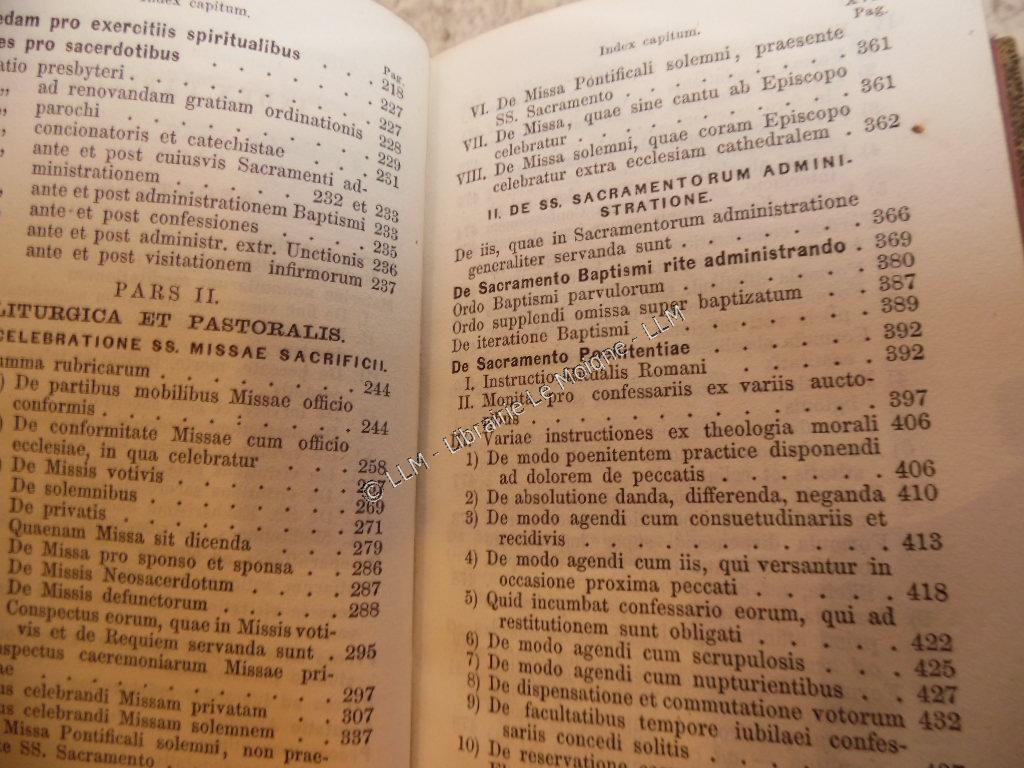 Index capitum.
edam pro exercitiis spiritualibus
es pro sacerdotibus . . . . . .
Pag.
atio presbyteri . . . . . . . . 218
„ ad renovandam gratiam ordinationis 227
„ parochi . . . . . . . . 227
„ concionatoris et catechistae . . . 228
„ ante et post cuiusvis Sacramenti ad- 229
ministrationem . . . . . . . 231
ante et post administrationem Baptismi 232 et 233
ante et post confessiones . . . . 233
ante et post administr. extr. Unctionis 235
ante et post visitationem infirmorum 236
237
PARS II.
LITURGICA ET PASTORALIS.
CELEBRATIONE SS. MISSAE SACRIFICII.
umma rubricarum . . . . . . . 244
) De partibus mobilibus Missae officio
conformis . . . . . . . . 244
) De conformitate Missae cum officio
ecclesiae, in qua celebratur . . . 258
) De Missis votivis . . . . . .
De solemnibus . . . . . . . 269
De privatis . . . . . . . . 271
Quaenam Missa sit dicenda . . . 279
De Missa pro sponso et sponsa . . 286
De Missis Neosacerdotum . . . . 287
De Missis defunctorum . . . . . 288
Conspectus eorum, quae in Missis voti-
vis et de Requiem servanda sunt . 295
nspectus caeremoniarum Missae pri-
ae . . . . . . . . . . 297
us celebrandi Missam privatam . . 307
us celebrandi Missam solemnem . . 337
Missa Pontificali solemni, non prae-
te SS. Sacramento
Index capitum.
Pag.
VI. De Missa Pontificali solemni, praesente
SS. Sacramento . . . . . . . 361
VII. De Missa, quae sine cantu ab Episcopo
celebratur . . . . . . . . 361
VIII. De Missa solemni, quae coram Episcopo
celebratur extra ecclesiam cathedralem . 362
II. DE SS. SACRAMENTORUM ADMINI-
STRATIONE.
De iis, quae in Sacramentorum administratione
generaliter servanda sunt . . . . . . 366
De Sacramento Baptismi rite administrando . 369
Ordo Baptismi parvulorum . . . . . 380
Ordo supplendi omissa super baptizatum . . 387
De iteratione Baptismi . . . . . . 389
De Sacramento Poenitentiae . . . . . 392
I. Instructio Ritualis Romani . . . . 392
II. Monita pro confessariis ex variis aucto-
ribus . . . . . . . . . . 397
Variae instructiones ex theologia morali 406
1) De modo poenitentem practice disponendi
ad dolorem de peccatis . . . . . 406
2) De absolutione danda, differenda, neganda 410
3) De modo agendi cum consuetudinariis et
recidivis . . . . . . . . . 413
4) De modo agendi cum iis, qui versantur in
occasione proxima peccati . . . . . 418
5) Quid incumbat confessario eorum, qui ad
restitutionem sunt obligati . . . . 422
6) De modo agendi cum scrupulosis . . . 425
7) De modo agendi cum nupturientibus . . 427
8) De dispensatione et commutatione votorum 432
9) De facultatibus tempore iubilaei confes-
sariis concedi solitis . . . . .
10) De reservatione
© LLM - Librairie Le Moione - LLM